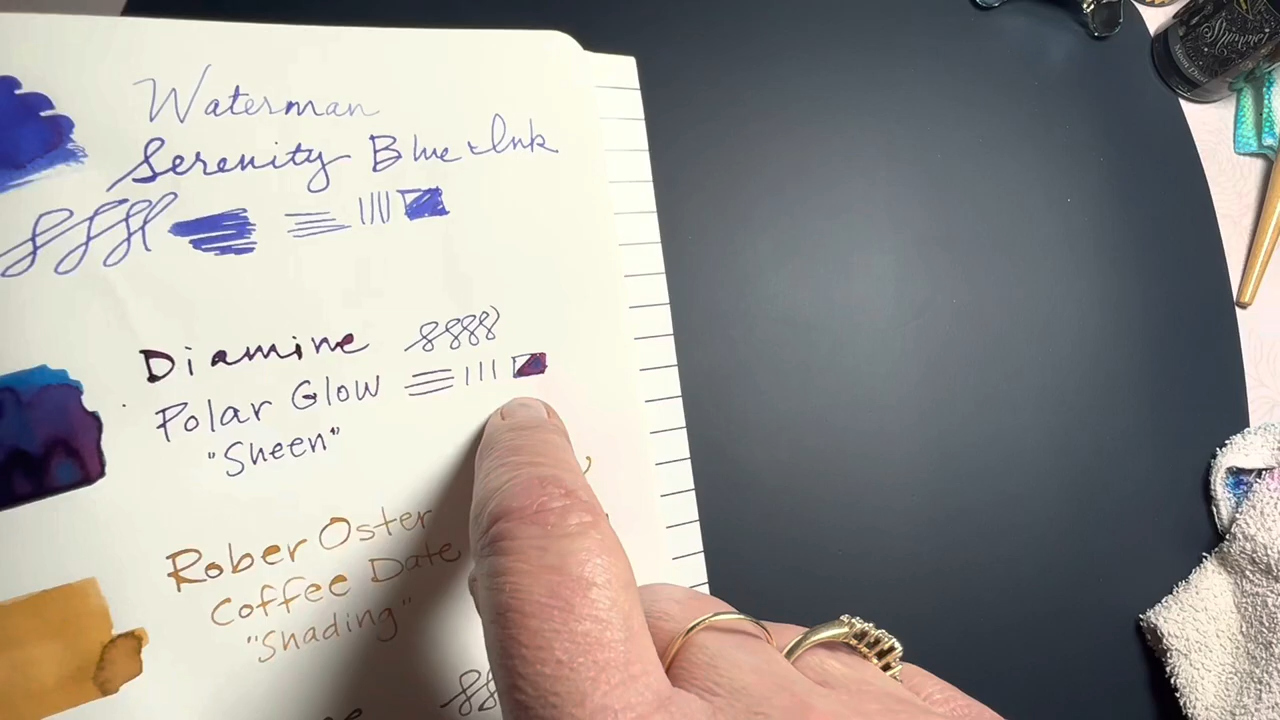 Waterman
Serenity Blue Ink
Diamine
Polar Glow
"Sheen"
Rober Oster
Coffee Date
"Shading"